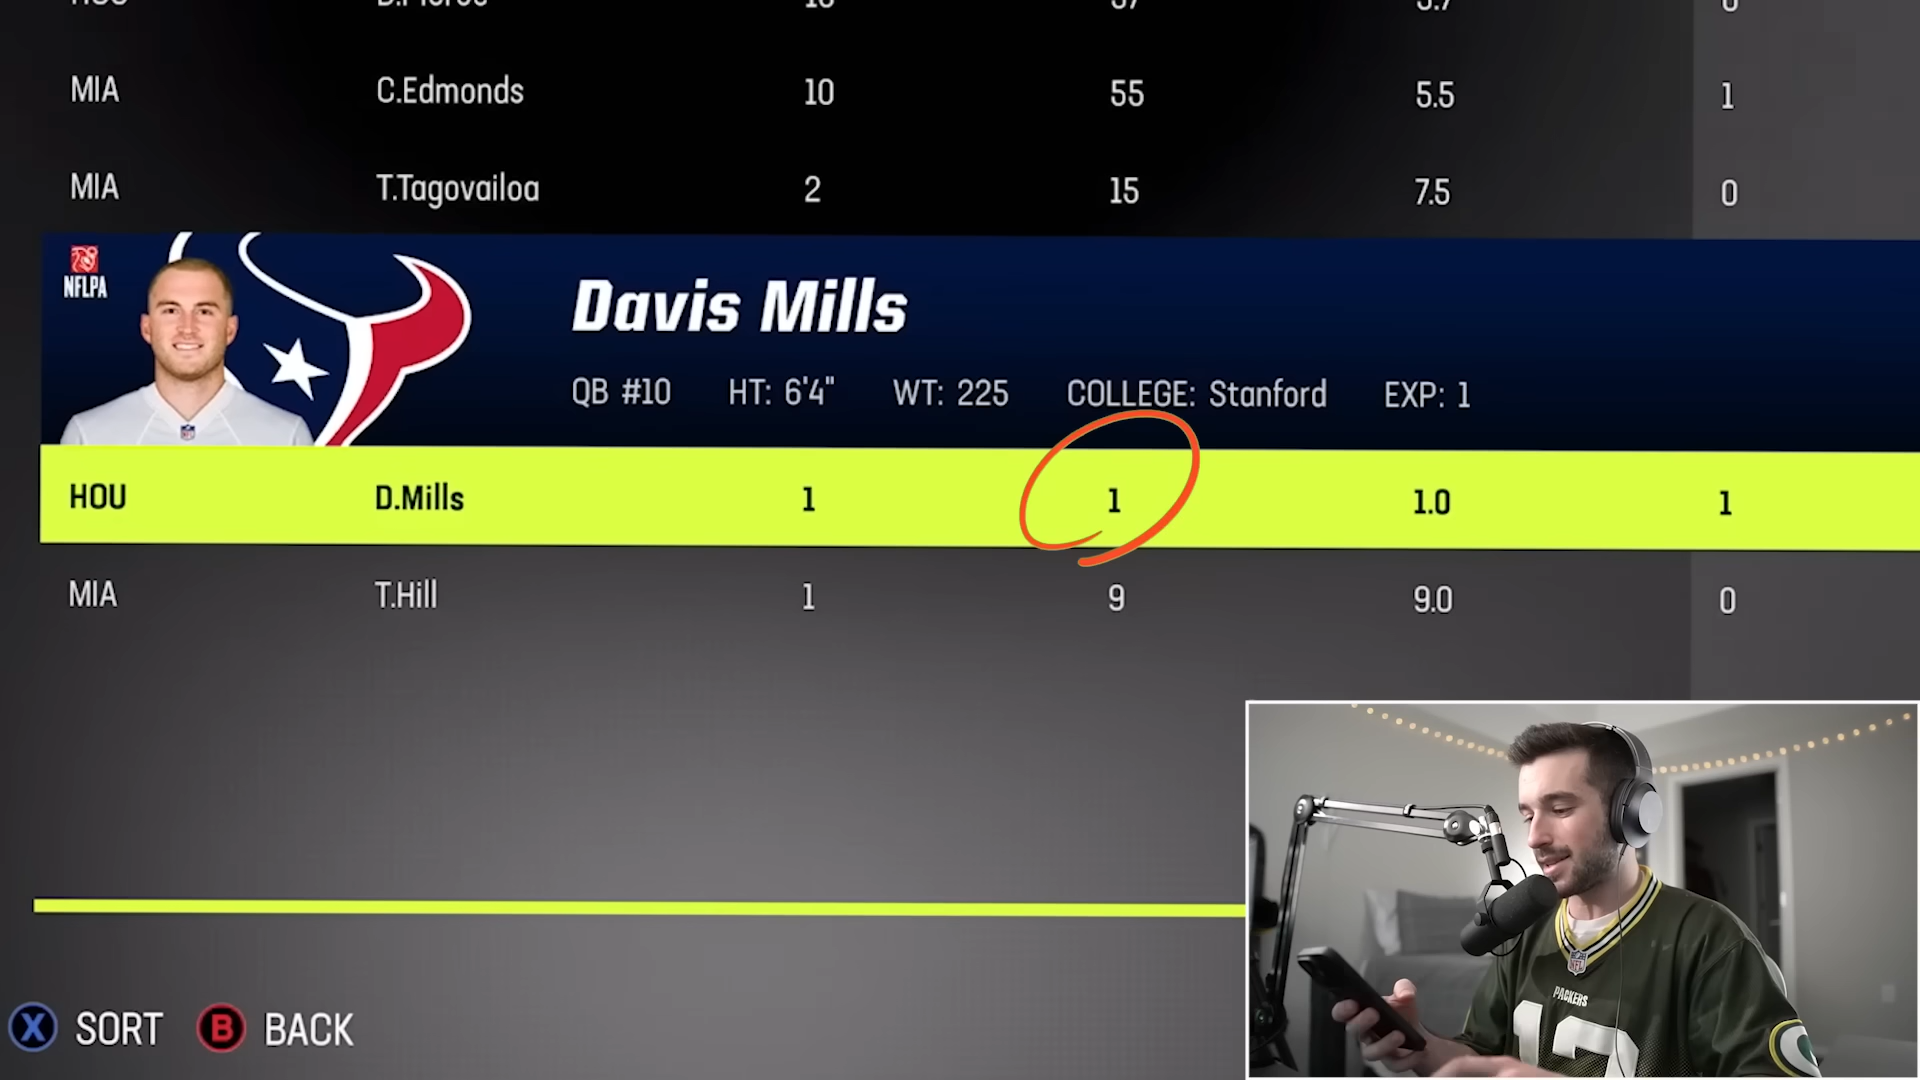 MIA C.Edmonds 10 55 5.5 1
MIA T.Tagovailoa 2 15 7.5 0
NFLPA
Davis Mills
QB #10 HT: 6'4" WT: 225 COLLEGE: Stanford EXP: 1
HOU D.Mills 1 1 1.0 1
MIA T.Hill 1 9 9.0 0
X SORT B BACK
PACKERS
12